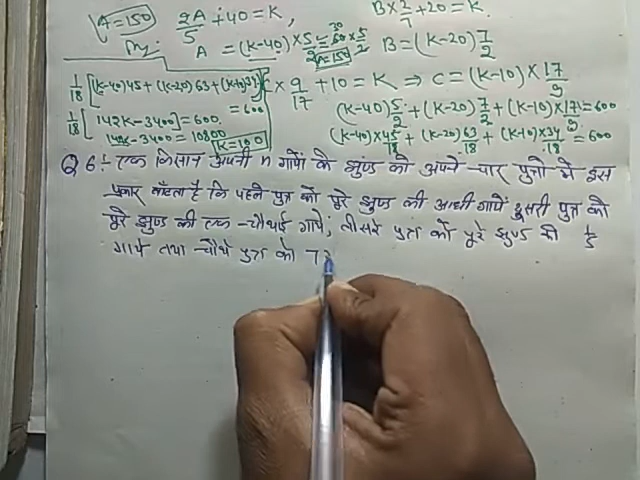 A=150 2A/5 +40=K, B×2/7+20=K.
A = (K-40)×5/2 B=(K-20)7/2
A=150
1/18[(K-40)45+(K-20)63+(K-10)34] =600
C×9/17+10=K ⇒ C=(K-10)×17/9
1/18[142K-3400]=600.
(K-40)5/2+(K-20)7/2+(K-10)17/9=600
142K-3400=10800
K=100
(K-40)×45/18+(K-20)63/18+(K-10)34/18=600
Q 6:- एक किसान अपनी n गायों के झुण्ड को अपने चार पुत्रों में इस
प्रकार बाँटता है कि पहले पुत्र को पूरे झुण्ड की आधी गायें दूसरी पुत्र को
पूरे झुण्ड की एक-चौथाई गायें; तीसरे पुत्र को पूरे झुण्ड की 1/5
गायें तथा चौथे पुत्र को 7